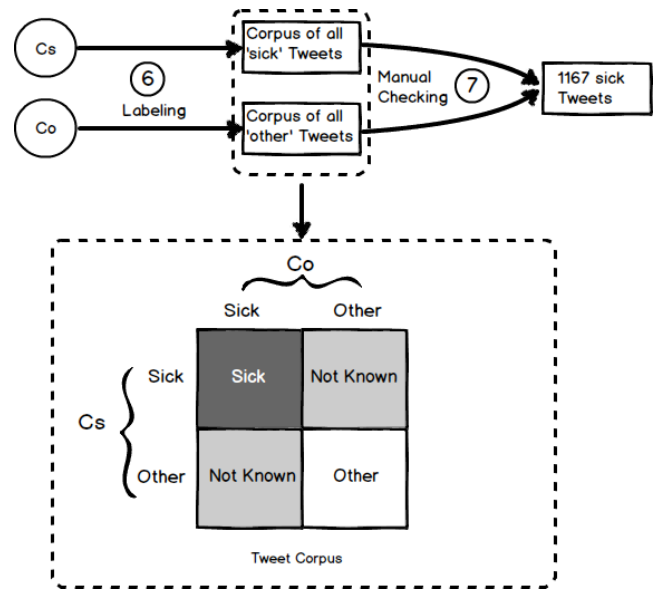 Cs
6
Labeling
Co
Corpus of all
'sick' Tweets
Corpus of all
'other' Tweets
Manual
Checking
7
1167 sick
Tweets
Co
Sick Other
Cs
Sick
Sick Not Known
Other
Not Known Other
Tweet Corpus